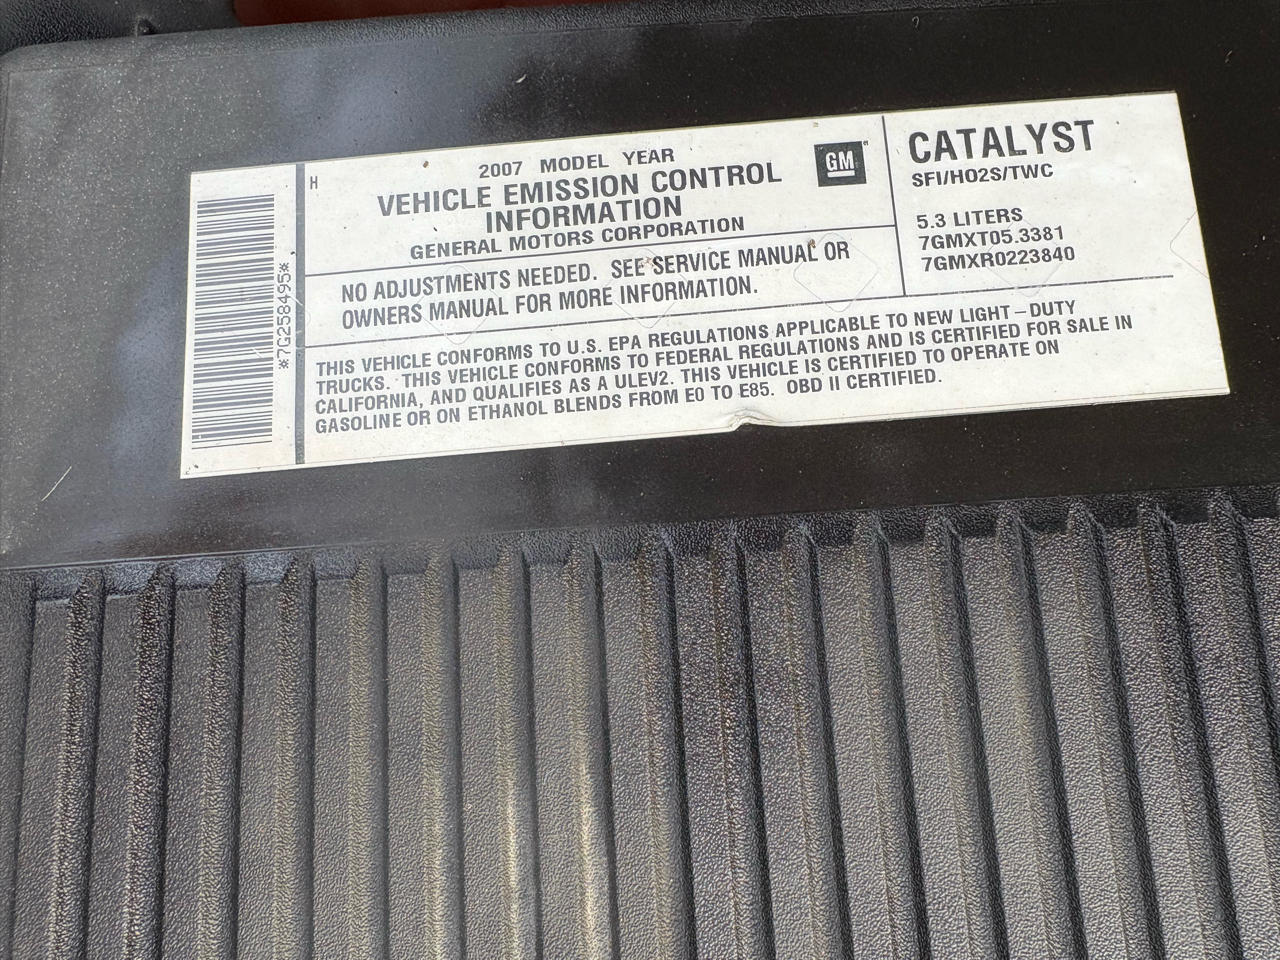 *7G258495*
H
2007 MODEL YEAR
VEHICLE EMISSION CONTROL
INFORMATION
GENERAL MOTORS CORPORATION
GM
NO ADJUSTMENTS NEEDED. SEE SERVICE MANUAL OR
OWNERS MANUAL FOR MORE INFORMATION.
CATALYST
SFI/HO2S/TWC
5.3 LITERS
7GMXT05.3381
7GMXR0223840
THIS VEHICLE CONFORMS TO U.S. EPA REGULATIONS APPLICABLE TO NEW LIGHT-DUTY
TRUCKS. THIS VEHICLE CONFORMS TO FEDERAL REGULATIONS AND IS CERTIFIED FOR SALE IN
CALIFORNIA, AND QUALIFIES AS A ULEV2. THIS VEHICLE IS CERTIFIED TO OPERATE ON
GASOLINE OR ON ETHANOL BLENDS FROM E0 TO E85. OBD II CERTIFIED.